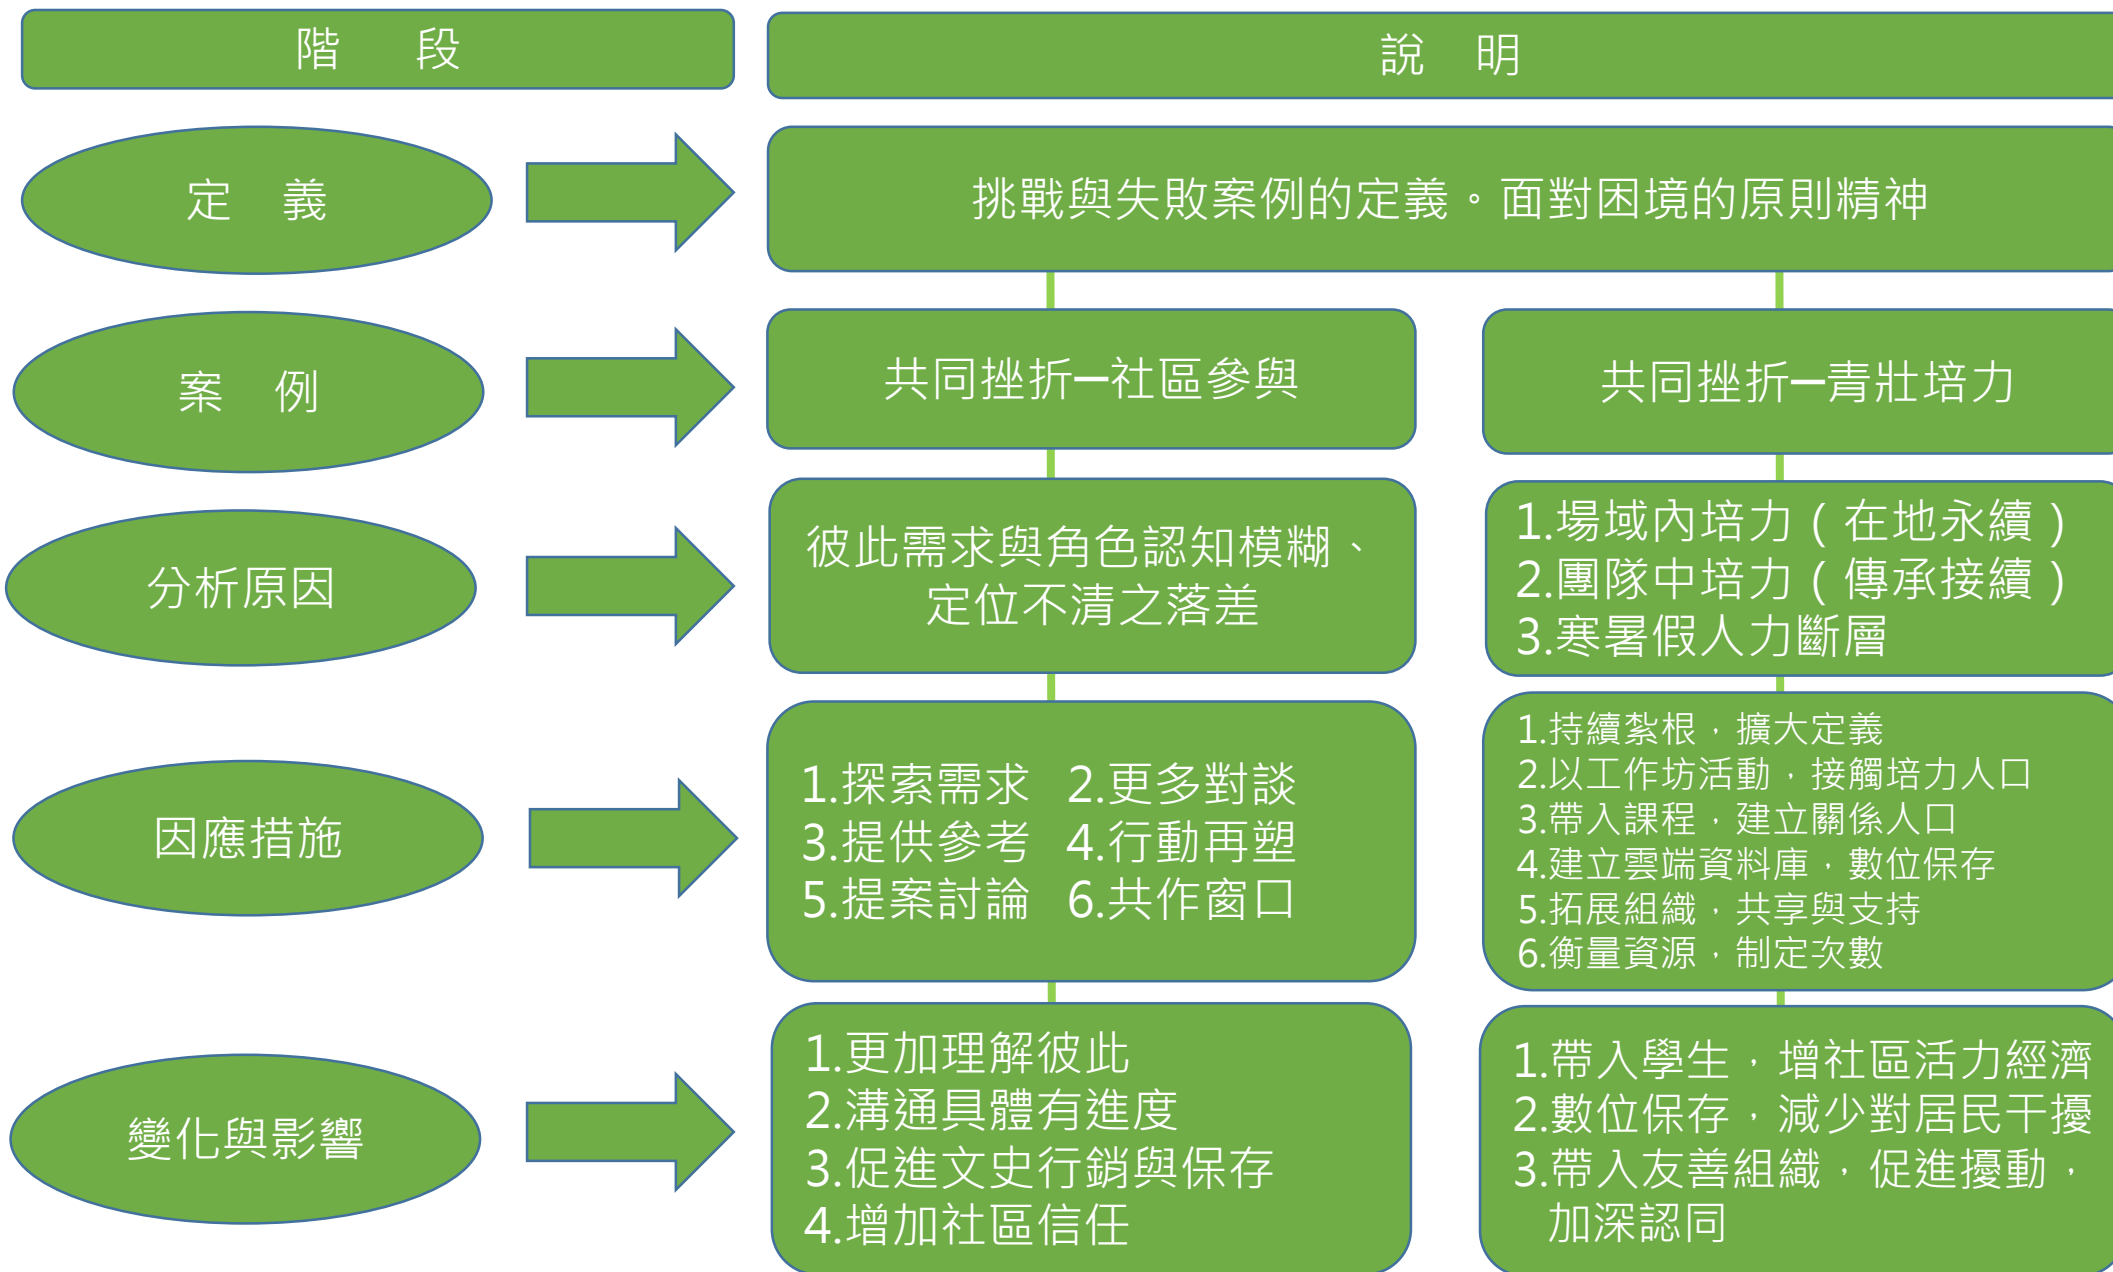 階 段
說 明
定 義
挑戰與失敗案例的定義。面對困境的原則精神
案 例
共同挫折—社區參與
共同挫折—青壯培力
分析原因
彼此需求與角色認知模糊、
定位不清之落差
1.場域內培力(在地永續)
2.團隊中培力(傳承接續)
3.寒暑假人力斷層
因應措施
1.探索需求 2.更多對談
3.提供參考 4.行動再塑
5.提案討論 6.共作窗口
1.持續紮根，擴大定義
2.以工作坊活動，接觸培力人口
3.帶入課程，建立關係人口
4.建立雲端資料庫，數位保存
5.拓展組織，共享與支持
6.衡量資源，制定次數
變化與影響
1.更加理解彼此
2.溝通具體有進度
3.促進文史行銷與保存
4.增加社區信任
1.帶入學生，增社區活力經濟
2.數位保存，減少對居民干擾
3.帶入友善組織，促進擾動，
加深認同